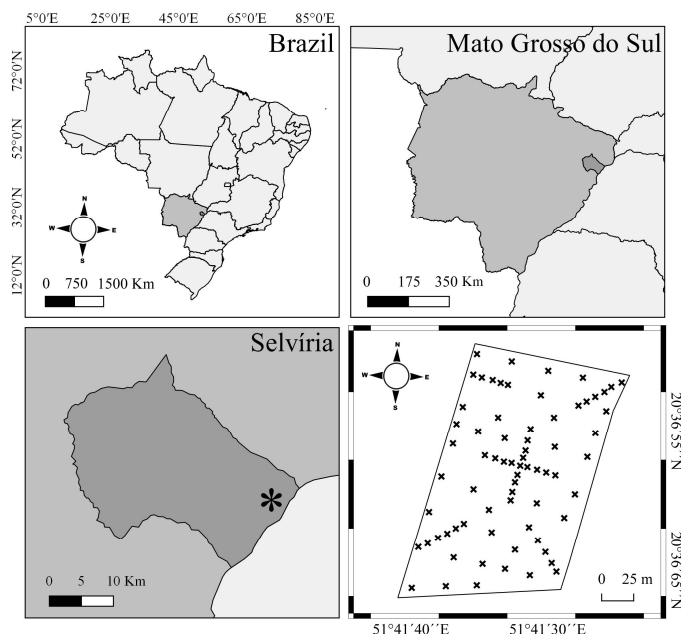 5°0′E 25°0′E 45°0′E 65°0′E 85°0′E
Brazil
72°0′N
52°0′N
32°0′N
12°0′N
N
W E
S
0 750 1500 Km
Mato Grosso do Sul
0 175 350 Km
Selvíria
*
0 5 10 Km
N
W E
S
20°36′55′′N
20°36′65′′N
0 25 m
51°41′40′′E 51°41′30′′E